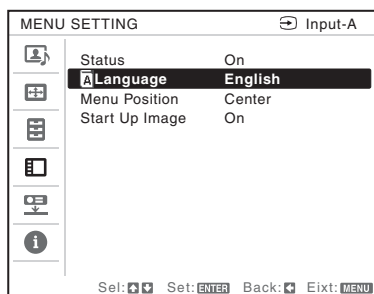 MENU SETTING Input-A
Status On
A Language English
Menu Position Center
Start Up Image On
i
Sel: Set: ENTER Back: Eixt: MENU